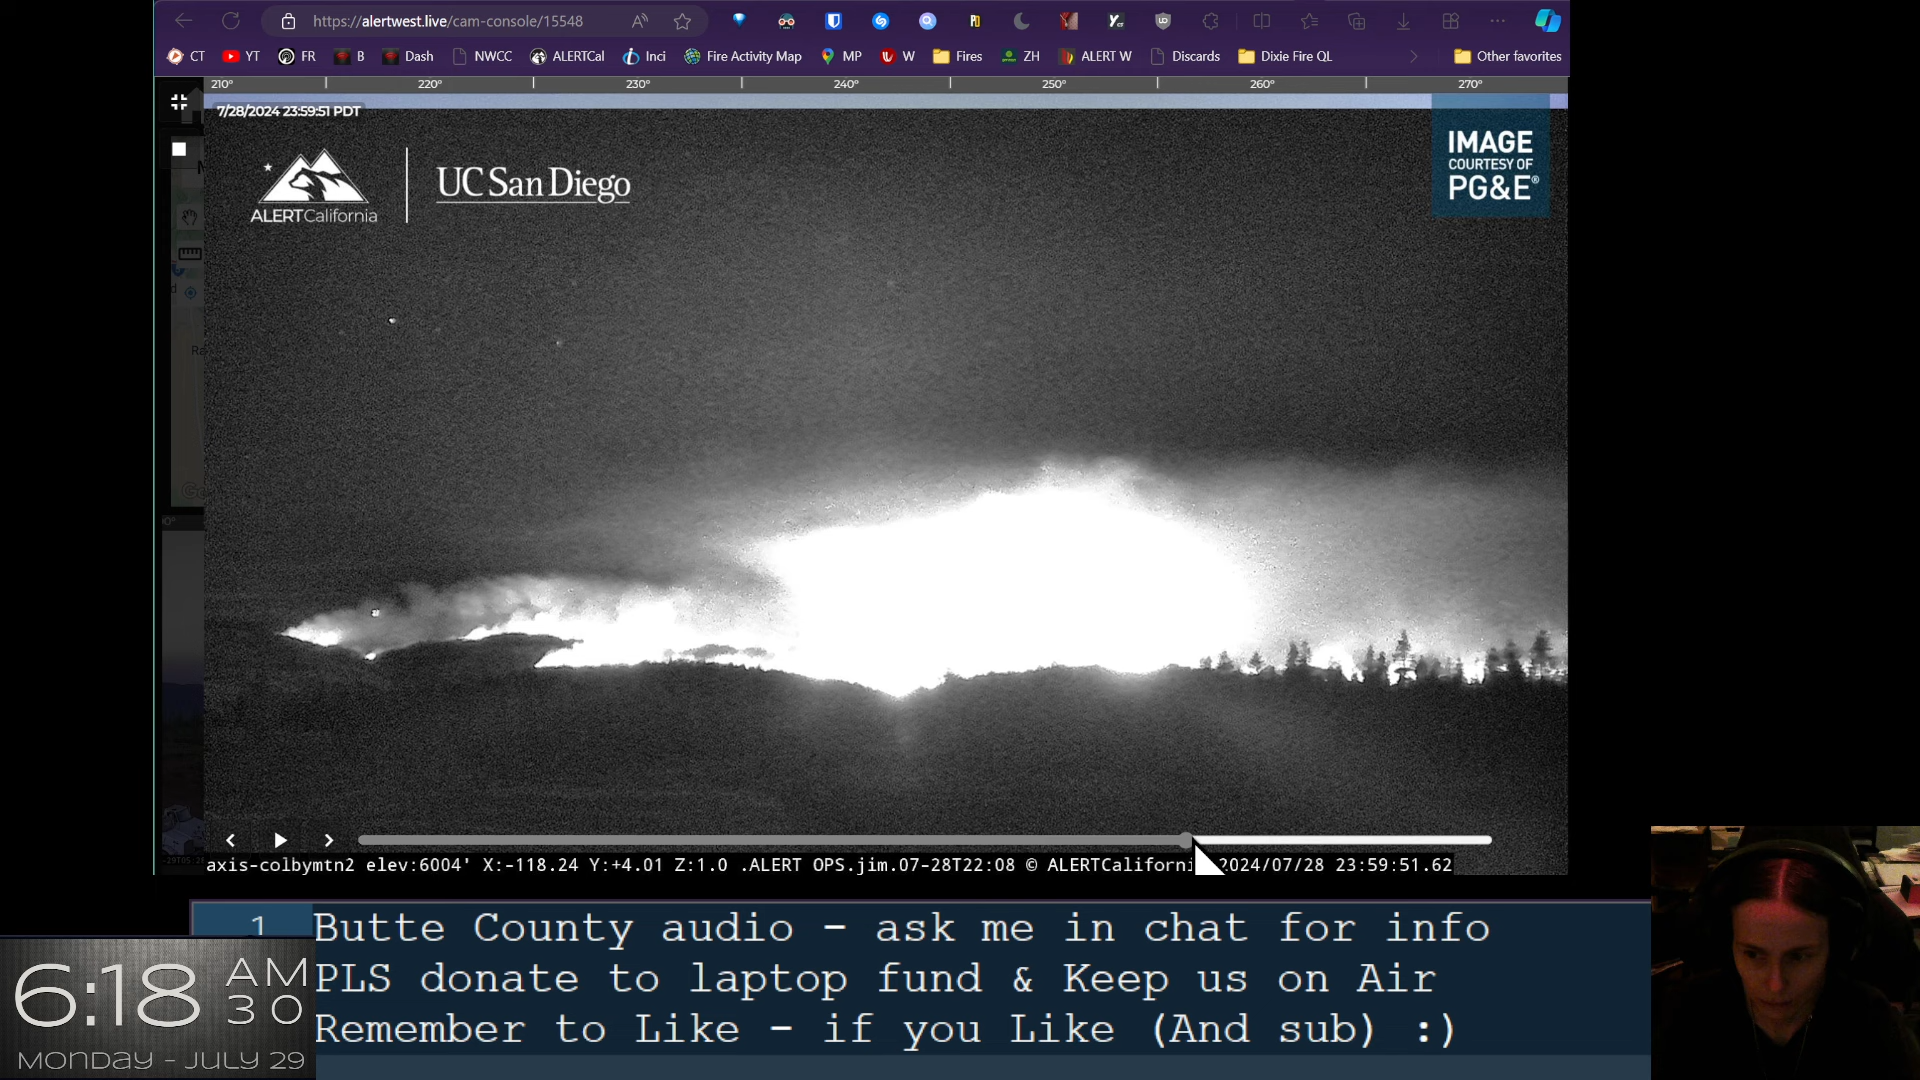 https://alertwest.live/cam-console/15548
CT YT FR B Dash NWCC ALERTCal Inci Fire Activity Map MP W Fires ZH ALERT W Discards Dixie Fire QL Other favorites
210° 220° 230° 240° 250° 260° 270°
7/28/2024 23:59:51 PDT
ALERTCalifornia
UC San Diego
IMAGE
COURTESY OF
PG&E®
axis-colbymtn2 elev:6004' X:-118.24 Y:+4.01 Z:1.0 .ALERT OPS.jim.07-28T22:08 © ALERTCaliforni 2024/07/28 23:59:51.62
1 Butte County audio - ask me in chat for info
PLS donate to laptop fund & Keep us on Air
Remember to Like - if you Like (And sub) :)
6:18 AM
30
Monday - July 29